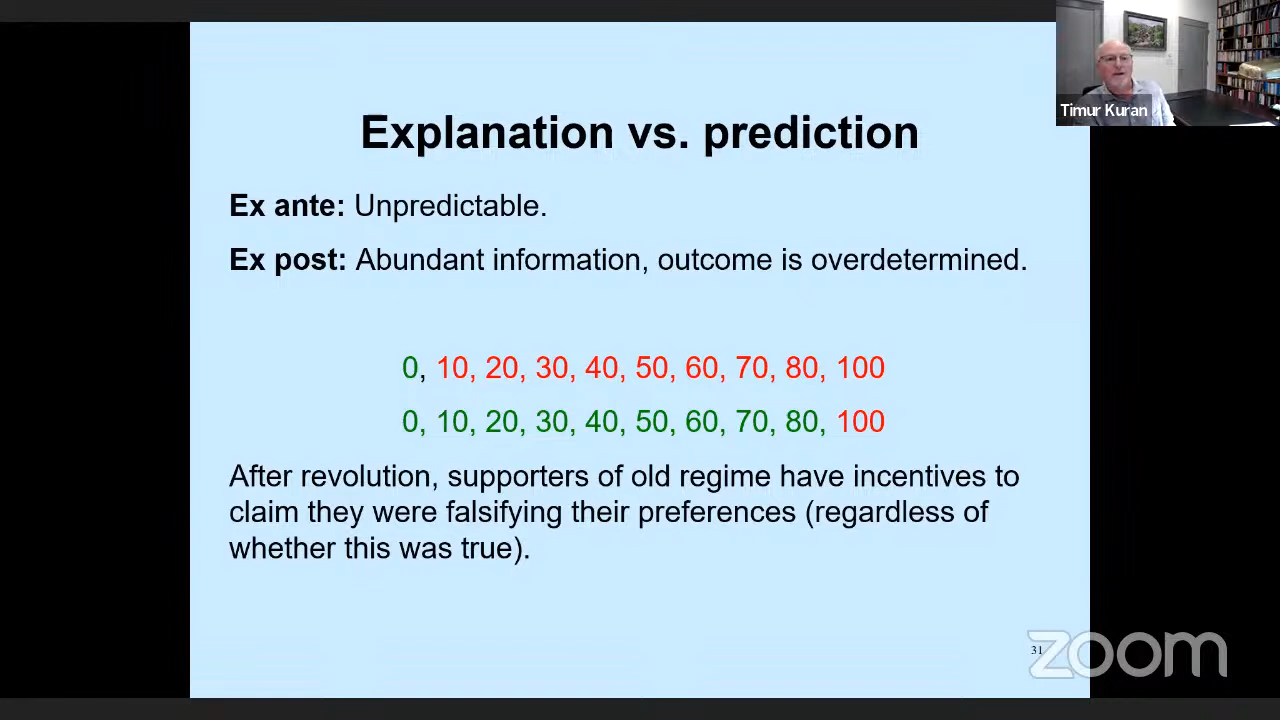 Timur Kuran
Explanation vs. prediction
Ex ante: Unpredictable.
Ex post: Abundant information, outcome is overdetermined.
0, 10, 20, 30, 40, 50, 60, 70, 80, 100
0, 10, 20, 30, 40, 50, 60, 70, 80, 100
After revolution, supporters of old regime have incentives to
claim they were falsifying their preferences (regardless of
whether this was true).
31
zoom